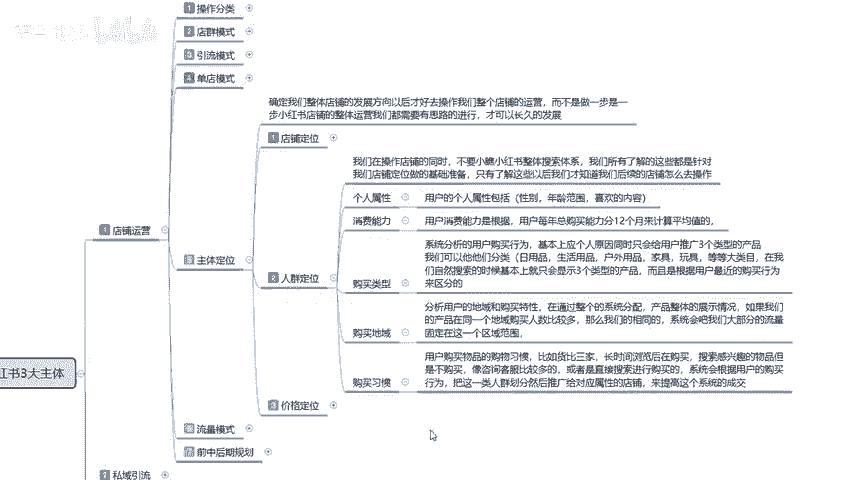 操作分类
店群模式
引流模式
单店模式
确定我们整体店铺的发展方向以后才好去操作我们整个店铺的运营，而不是做一步是一
步小红书店铺的整体运营我们都需要有思路的进行，才可以长久的发展
1 店铺定位
我们在操作店铺的同时，不要小瞧小红书整体搜索体系，我们所有了解的这些都是针对
我们店铺定位做的基础准备，只有了解这些以后我们才知道我们后续的店铺怎么去操作
个人属性
用户的个人属性包括（性别，年龄范围，喜欢的内容）
消费能力
用户消费能力是根据，用户每年总购买能力分12个月来计算平均值的，
1 店铺运营
主体定位
2 人群定位
系统分析的用户购买行为，基本上应个人原因同时只会给用户推广3个类型的产品
我们可以他他们分类（日用品，生活用品，户外用品，家具，玩具，等等大类目，在我
们自然搜索的时候基本上就只会显示3个类型的产品，而且是根据用户最近的购买行为
来区分的
购买类型
分析用户的地域和购买特性，在通过整个的系统分配，产品整体的展示情况，如果我们
的产品在同一个地域购买人数比较多，那么我们的相同的，系统会吧我们大部分的流量
固定在这一个区域范围，
购买地域
用户购买物品的购物习惯，比如货比三家，长时间浏览后在购买，搜索感兴趣的物品但
是不购买，像咨询客服比较多的，或者是直接搜索进行购买的，系统会根据用户的购买
行为，把这一类人群划分然后推广给对应属性的店铺，来提高这个系统的成交
购买习惯
红书3大主体
价格定位
流量模式
前中后期规划
私域引流